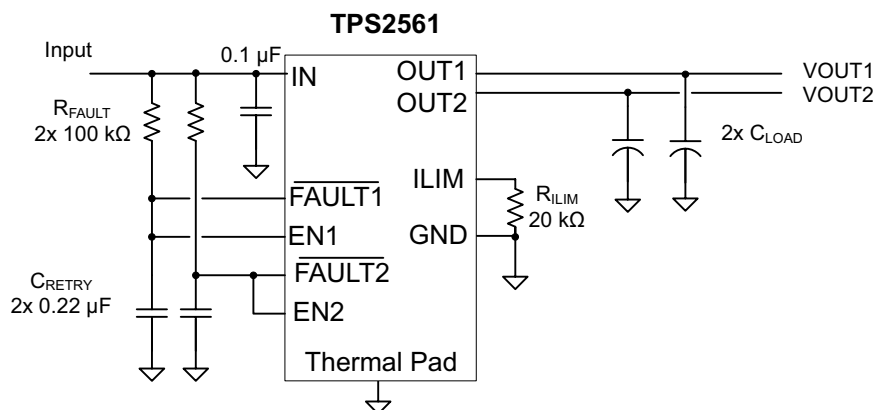 TPS2561
Input
0.1 µF
IN
OUT1
VOUT1
OUT2
VOUT2
RFAULT
2x 100 kΩ
2x CLOAD
ILIM
RILIM
20 kΩ
FAULT1
EN1
GND
FAULT2
CRETRY
2x 0.22 µF
EN2
Thermal Pad